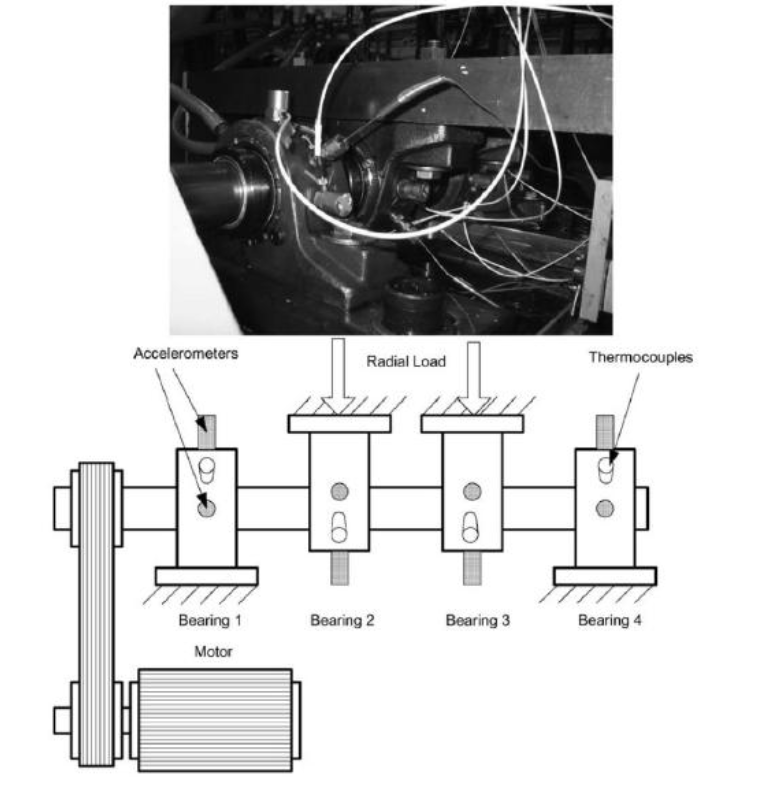 Accelerometers
Radial Load
Thermocouples
Bearing 1
Bearing 2
Bearing 3
Bearing 4
Motor